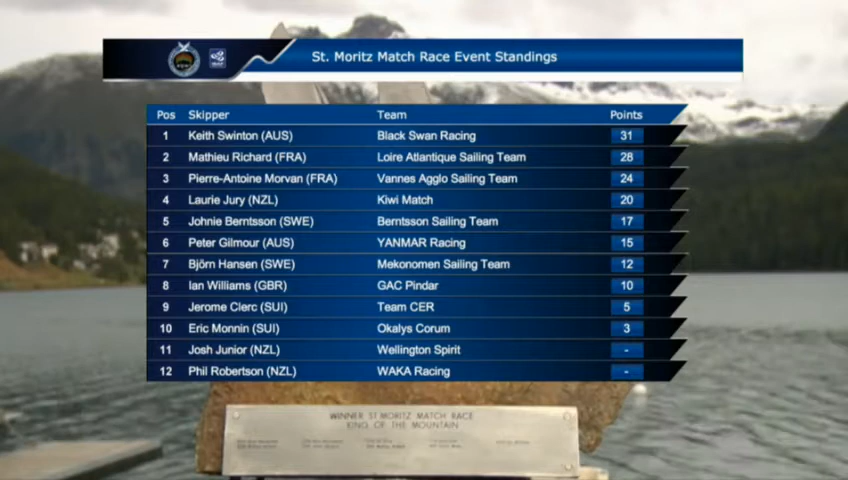 St. Moritz Match Race Event Standings
Pos Skipper Team Points
1 Keith Swinton (AUS) Black Swan Racing 31
2 Mathieu Richard (FRA) Loire Atlantique Sailing Team 28
3 Pierre-Antoine Morvan (FRA) Vannes Agglo Sailing Team 24
4 Laurie Jury (NZL) Kiwi Match 20
5 Johnie Berntsson (SWE) Berntsson Sailing Team 17
6 Peter Gilmour (AUS) YANMAR Racing 15
7 Björn Hansen (SWE) Mekonomen Sailing Team 12
8 Ian Williams (GBR) GAC Pindar 10
9 Jerome Clerc (SUI) Team CER 5
10 Eric Monnin (SUI) Okalys Corum 3
11 Josh Junior (NZL) Wellington Spirit -
12 Phil Robertson (NZL) WAKA Racing -
WINNER ST MORITZ MATCH RACE
KING OF THE MOUNTAIN